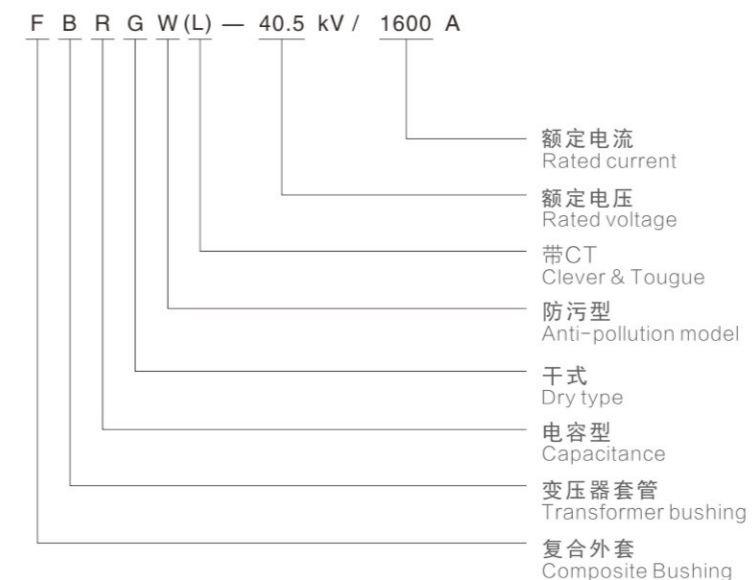 F B R G W (L) — 40.5 kV / 1600 A
额定电流
Rated current
额定电压
Rated voltage
带CT
Clever & Tougue
防污型
Anti-pollution model
干式
Dry type
电容型
Capacitance
变压器套管
Transformer bushing
复合外套
Composite Bushing